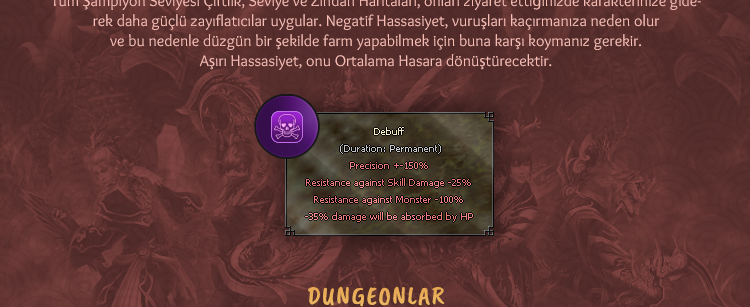 Tüm Şampiyon Seviyesi Çiftlik, Seviye ve Zindan Haritaları, onları ziyaret ettiğinizde karakterinize gide-
rek daha güçlü zayıflatıcılar uygular. Negatif Hassasiyet, vuruşları kaçırmanıza neden olur
ve bu nedenle düzgün bir şekilde farm yapabilmek için buna karşı koymanız gerekir.
Aşırı Hassasiyet, onu Ortalama Hasara dönüştürecektir.
Debuff
(Duration: Permanent)
Precision +-150%
Resistance against Skill Damage -25%
Resistance against Monster -100%
-35% damage will be absorbed by HP
DUNGEONLAR